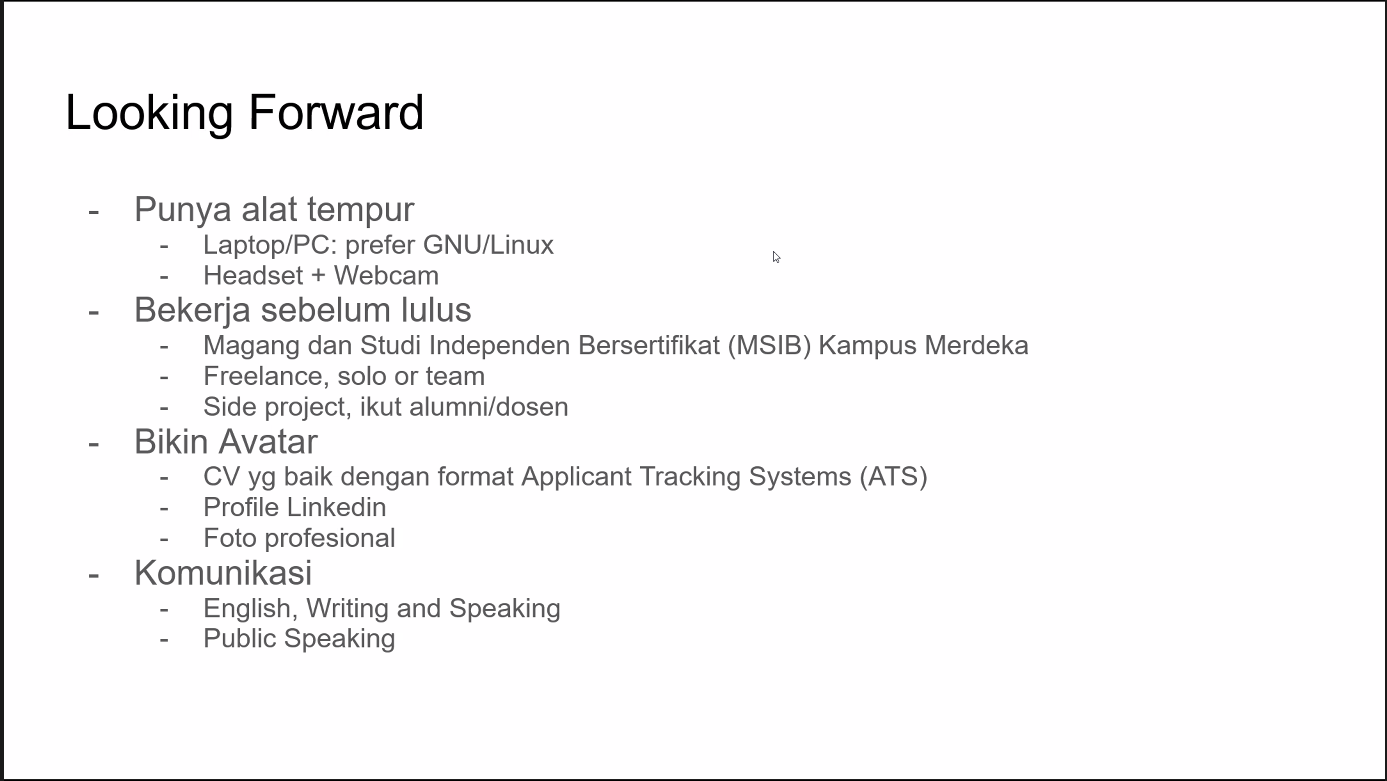 Looking Forward
- Punya alat tempur
- Laptop/PC: prefer GNU/Linux
- Headset + Webcam
- Bekerja sebelum lulus
- Magang dan Studi Independen Bersertifikat (MSIB) Kampus Merdeka
- Freelance, solo or team
- Side project, ikut alumni/dosen
- Bikin Avatar
- CV yg baik dengan format Applicant Tracking Systems (ATS)
- Profile Linkedin
- Foto profesional
- Komunikasi
- English, Writing and Speaking
- Public Speaking